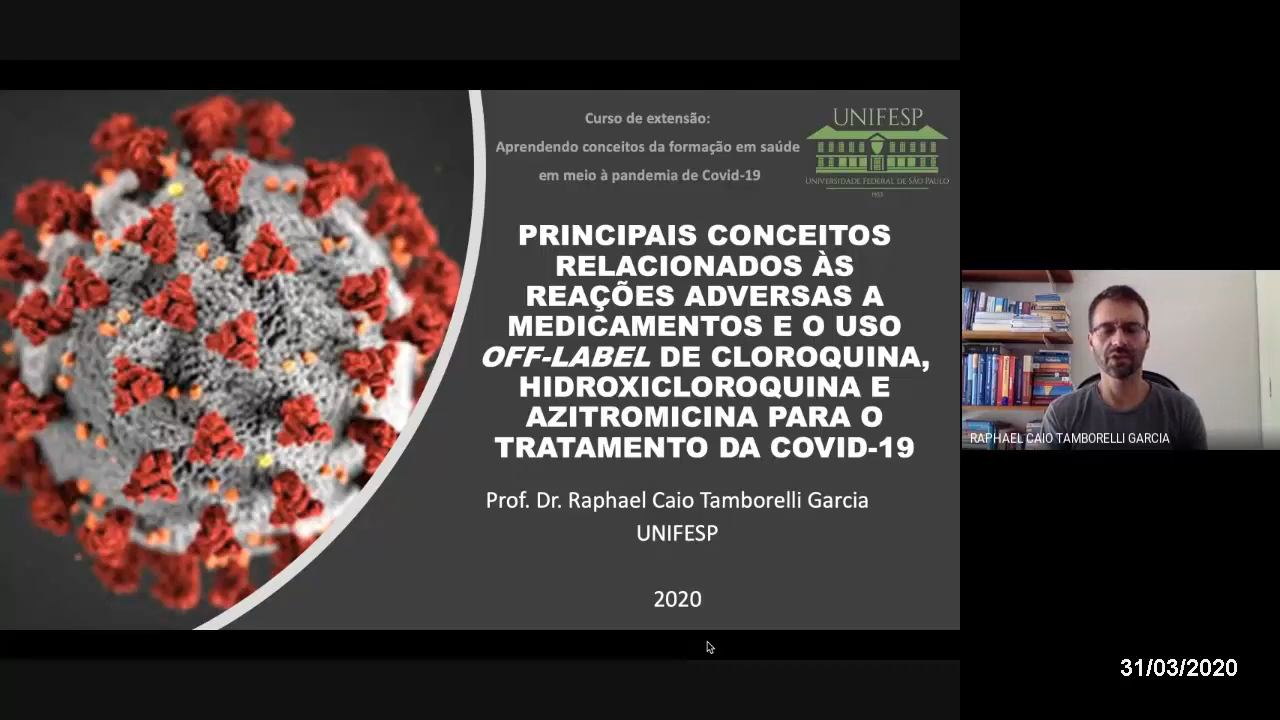 Curso de extensão:
Aprendendo conceitos da formação em saúde
em meio à pandemia de Covid-19
UNIFESP
UNIVERSIDADE FEDERAL DE SÃO PAULO
1933
PRINCIPAIS CONCEITOS
RELACIONADOS ÀS
REAÇÕES ADVERSAS A
MEDICAMENTOS E O USO
OFF-LABEL DE CLOROQUINA,
HIDROXICLOROQUINA E
AZITROMICINA PARA O
TRATAMENTO DA COVID-19
Prof. Dr. Raphael Caio Tamborelli Garcia
UNIFESP
2020
RAPHAEL CAIO TAMBORELLI GARCIA
31/03/2020